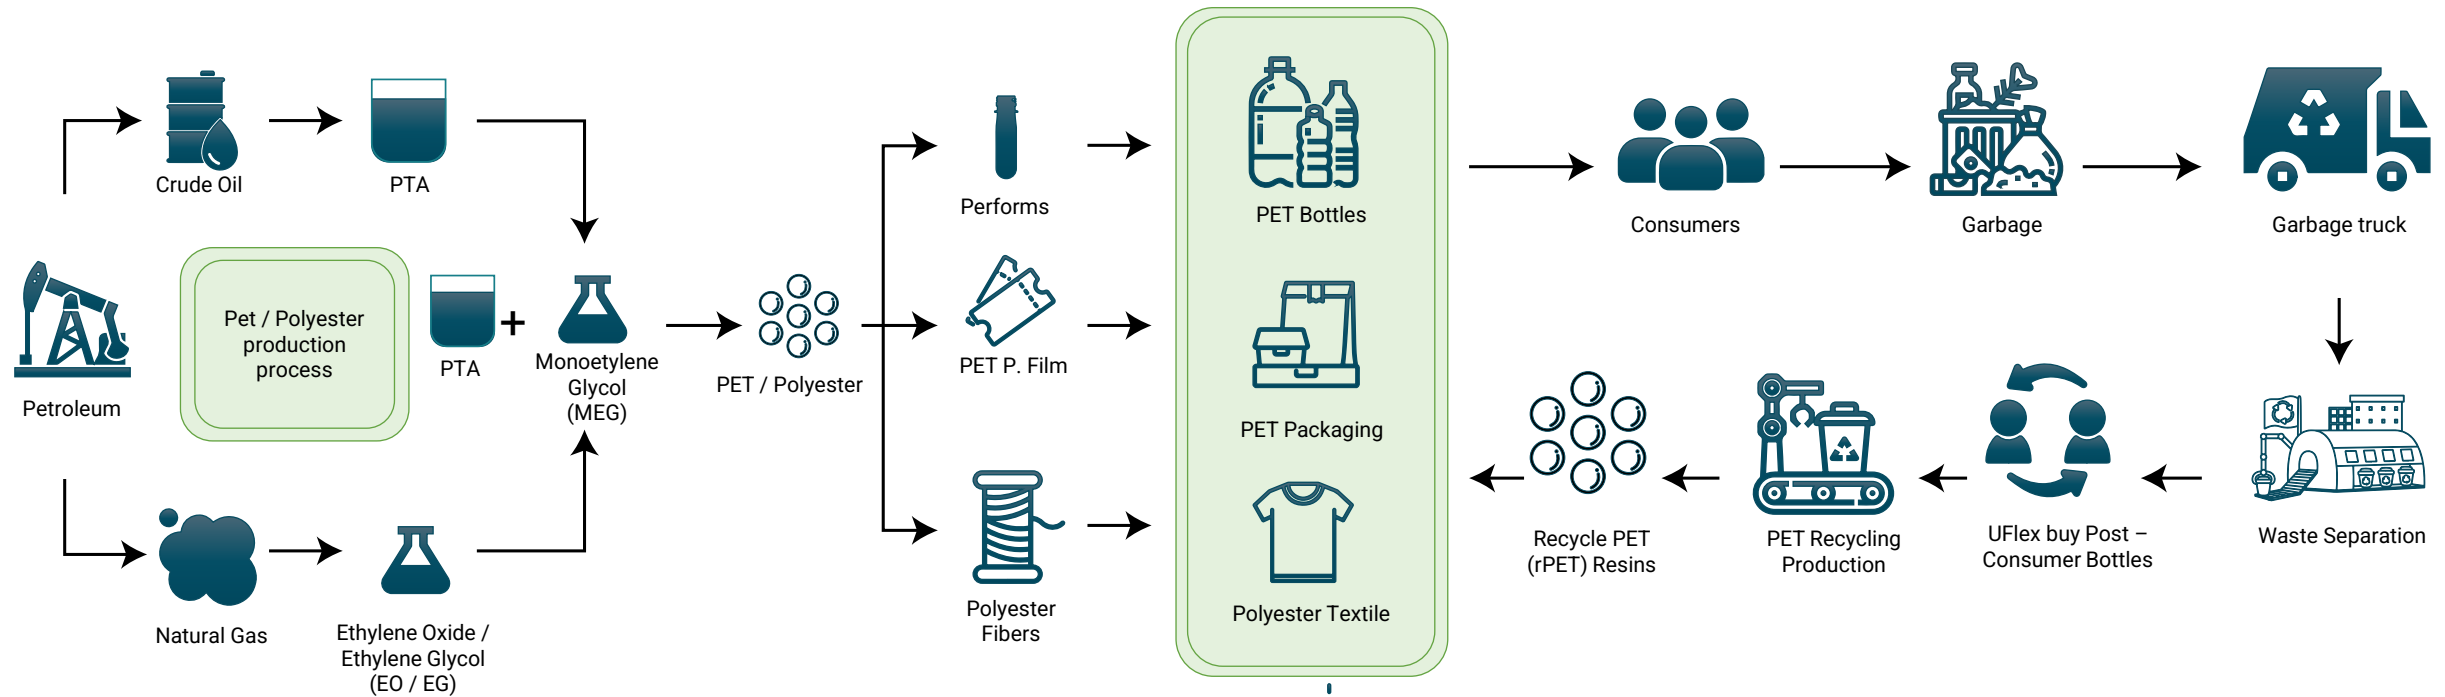 Crude Oil
PTA
Petroleum
Pet / Polyester
production
process
PTA
+
Monoetylene
Glycol
(MEG)
Natural Gas
Ethylene Oxide /
Ethylene Glycol
(EO / EG)
PET / Polyester
Performs
PET P. Film
Polyester
Fibers
PET Bottles
PET Packaging
Polyester Textile
Consumers
Garbage
Garbage truck
Waste Separation
UFlex buy Post –
Consumer Bottles
PET Recycling
Production
Recycle PET
(rPET) Resins